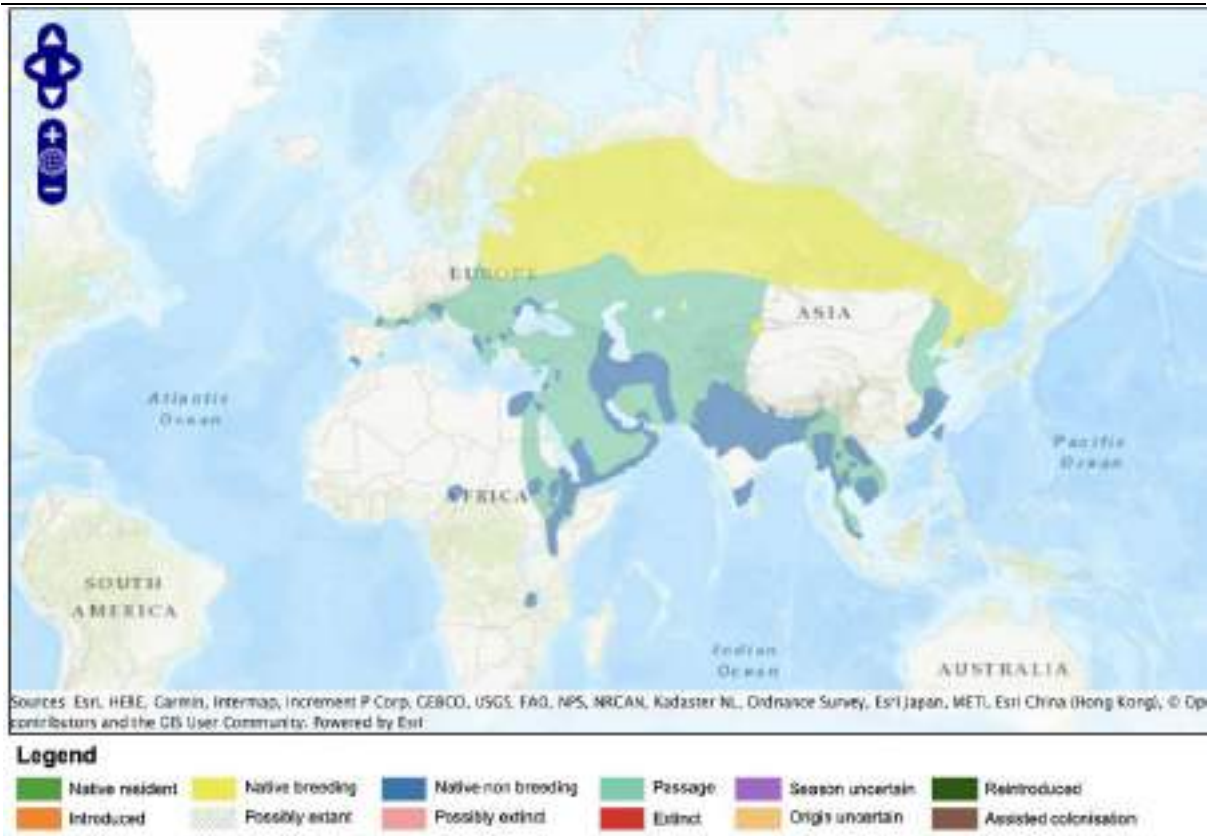 EUROPE
ASIA
Atlantic
Ocean
Pacific
Ocean
AFRICA
SOUTH
AMERICA
Indian
Ocean
AUSTRALIA
Sources: Esri, HERE, Garmin, Intermap, increment P Corp, GEBCO, USGS, FAO, NPS, NRCAN, Kadaster NL, Ordnance Survey, Esri Japan, METI, Esri China (Hong Kong), © Op
contributors and the GIS User Community. Powered by Esri
Legend
Native resident Native breeding Native non breeding Passage Season uncertain Reintroduced
Introduced Possibly extant Possibly extinct Extinct Origin uncertain Assisted colonisation